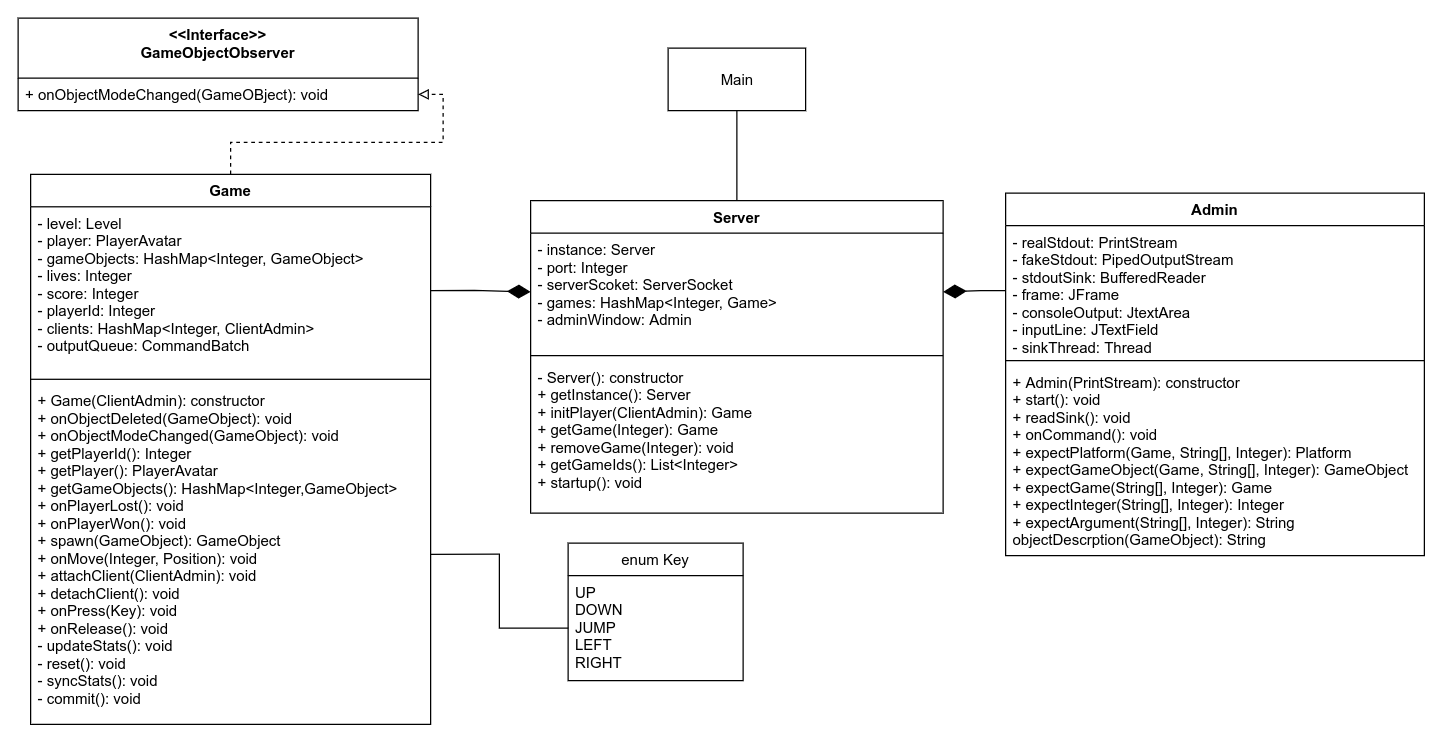 <<Interface>>
GameObjectObserver
+ onObjectModeChanged(GameOBject): void
Main
Game
- level: Level
- player: PlayerAvatar
- gameObjects: HashMap<Integer, GameObject>
- lives: Integer
- score: Integer
- playerId: Integer
- clients: HashMap<Integer, ClientAdmin>
- outputQueue: CommandBatch
+ Game(ClientAdmin): constructor
+ onObjectDeleted(GameObject): void
+ onObjectModeChanged(GameObject): void
+ getPlayerId(): Integer
+ getPlayer(): PlayerAvatar
+ getGameObjects(): HashMap<Integer,GameObject>
+ onPlayerLost(): void
+ onPlayerWon(): void
+ spawn(GameObject): GameObject
+ onMove(Integer, Position): void
+ attachClient(ClientAdmin): void
+ detachClient(): void
+ onPress(Key): void
+ onRelease(): void
- updateStats(): void
- reset(): void
- syncStats(): void
- commit(): void
Server
- instance: Server
- port: Integer
- serverScoket: ServerSocket
- games: HashMap<Integer, Game>
- adminWindow: Admin
- Server(): constructor
+ getInstance(): Server
+ initPlayer(ClientAdmin): Game
+ getGame(Integer): Game
+ removeGame(Integer): void
+ getGameIds(): List<Integer>
+ startup(): void
enum Key
UP
DOWN
JUMP
LEFT
RIGHT
Admin
- realStdout: PrintStream
- fakeStdout: PipedOutputStream
- stdoutSink: BufferedReader
- frame: JFrame
- consoleOutput: JtextArea
- inputLine: JTextField
- sinkThread: Thread
+ Admin(PrintStream): constructor
+ start(): void
+ readSink(): void
+ onCommand(): void
+ expectPlatform(Game, String[], Integer): Platform
+ expectGameObject(Game, String[], Integer): GameObject
+ expectGame(String[], Integer): Game
+ expectInteger(String[], Integer): Integer
+ expectArgument(String[], Integer): String
objectDescrption(GameObject): String